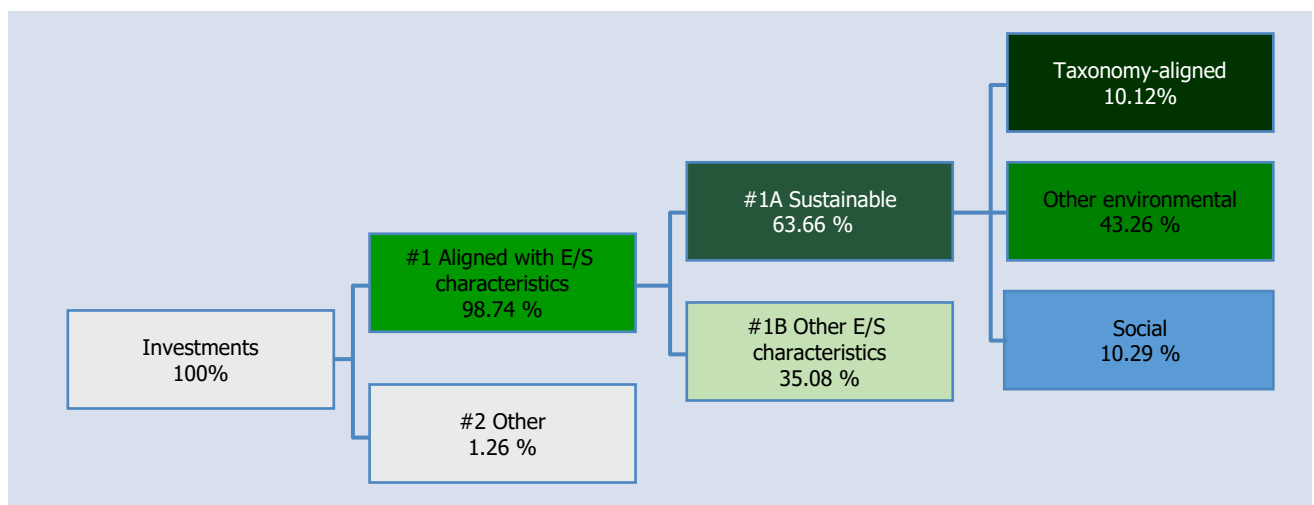 Investments
100%
#1 Aligned with E/S
characteristics
98.74 %
#2 Other
1.26 %
#1A Sustainable
63.66 %
#1B Other E/S
characteristics
35.08 %
Taxonomy-aligned
10.12%
Other environmental
43.26 %
Social
10.29 %